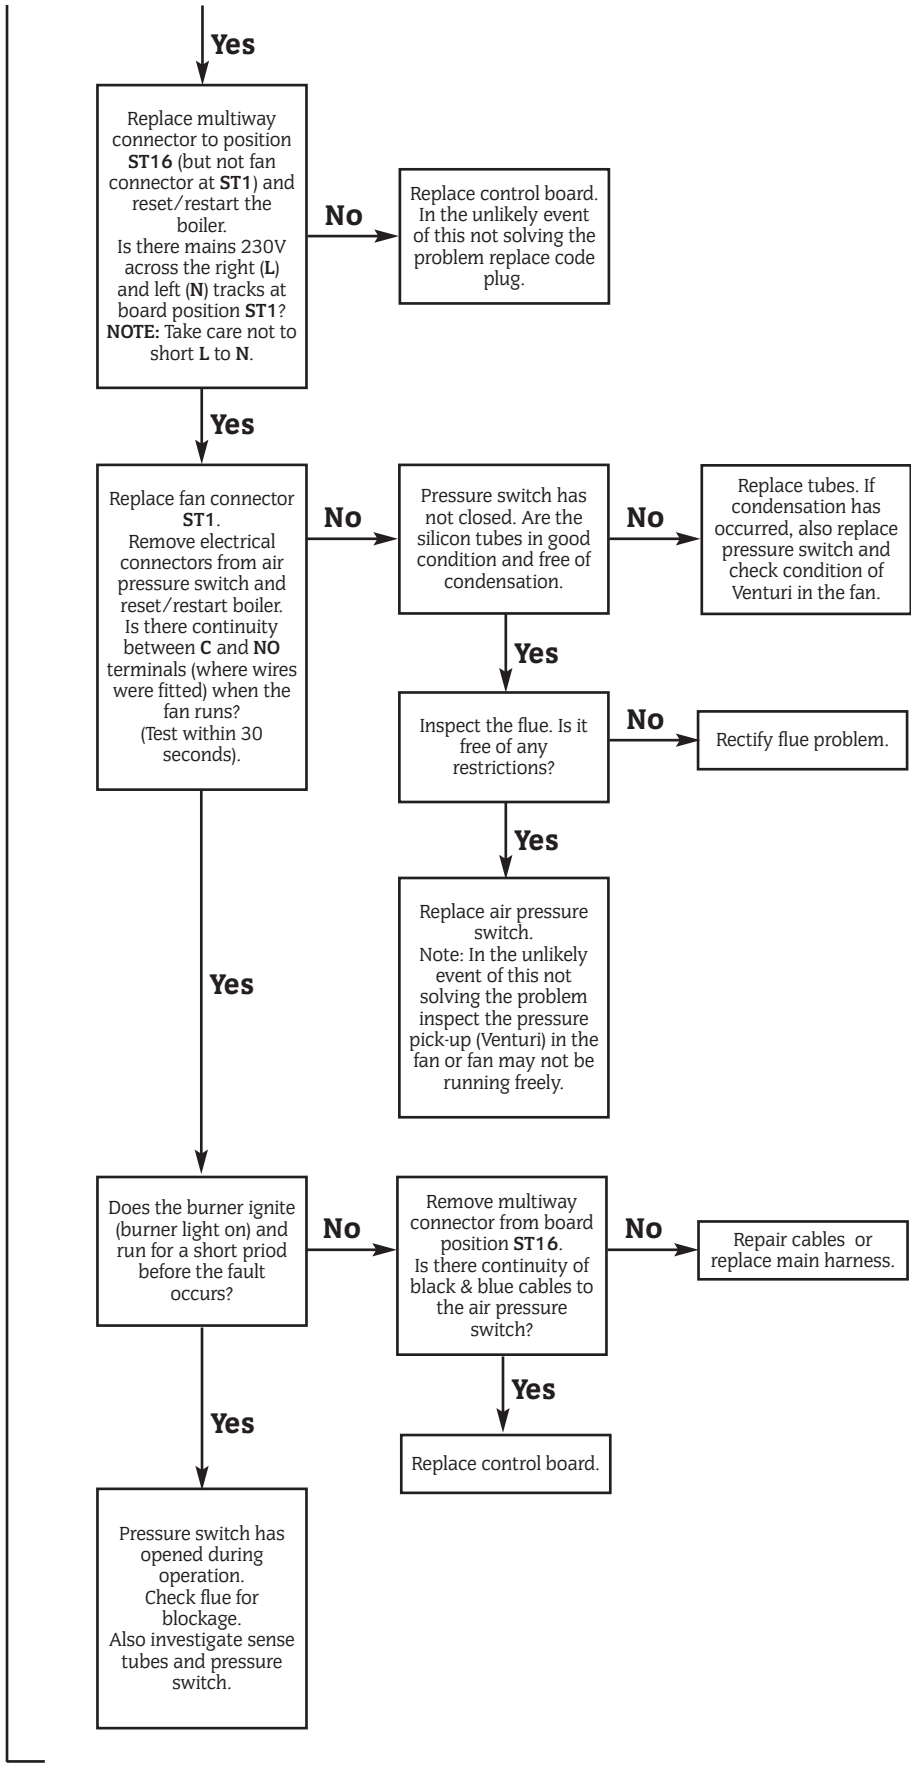 Yes
Replace multiway
connector to position
ST16 (but not fan
connector at ST1) and
reset/restart the
boiler.
Is there mains 230V
across the right (L)
and left (N) tracks at
board position ST1?
NOTE: Take care not to
short L to N.
No
Replace control board.
In the unlikely event
of this not solving the
problem replace code
plug.
Yes
Replace fan connector
ST1.
Remove electrical
connectors from air
pressure switch and
reset/restart boiler.
Is there continuity
between C and NO
terminals (where wires
were fitted) when the
fan runs?
(Test within 30
seconds).
No
Pressure switch has
not closed. Are the
silicon tubes in good
condition and free of
condensation.
No
Replace tubes. If
condensation has
occurred, also replace
pressure switch and
check condition of
Venturi in the fan.
Yes
Inspect the flue. Is it
free of any
restrictions?
No
Rectify flue problem.
Yes
Replace air pressure
switch.
Note: In the unlikely
event of this not
solving the problem
inspect the pressure
pick-up (Venturi) in the
fan or fan may not be
running freely.
Yes
Does the burner ignite
(burner light on) and
run for a short priod
before the fault
occurs?
No
Remove multiway
connector from board
position ST16.
Is there continuity of
black & blue cables to
the air pressure
switch?
No
Repair cables or
replace main harness.
Yes
Replace control board.
Yes
Pressure switch has
opened during
operation.
Check flue for
blockage.
Also investigate sense
tubes and pressure
switch.